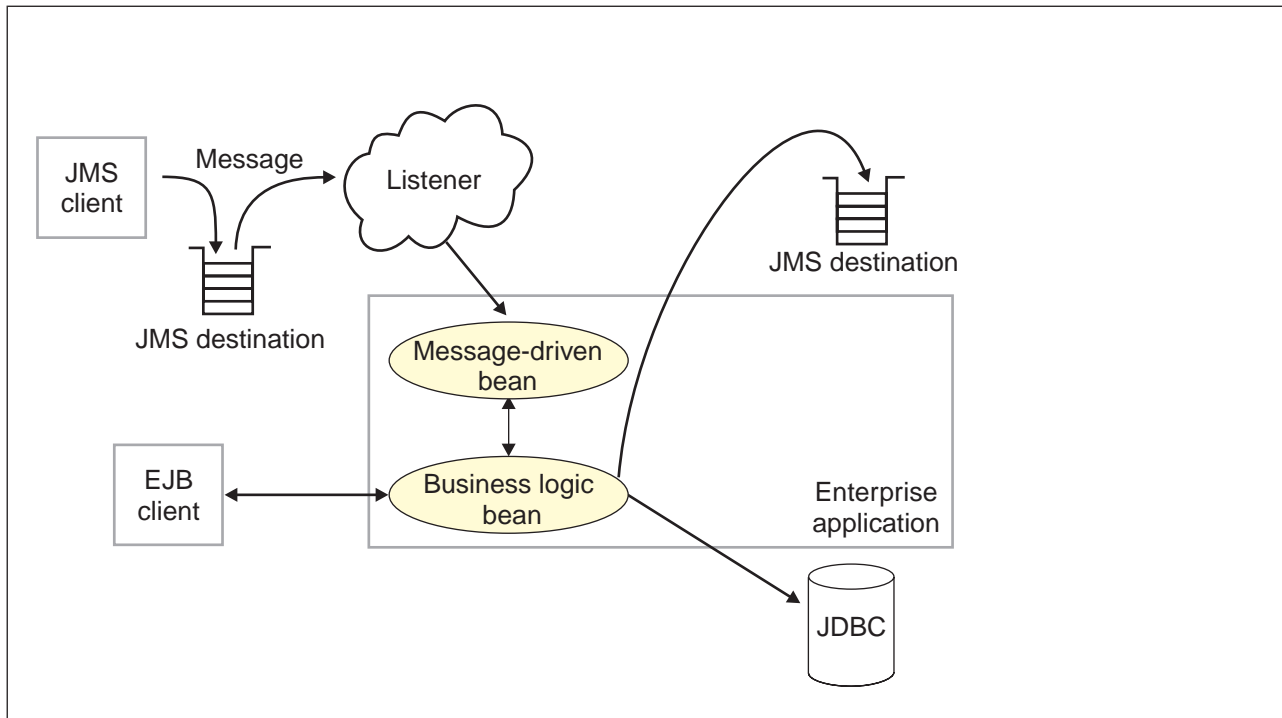 JMS
client
Message
Listener
JMS destination
JMS destination
Message-driven
bean
EJB
client
Business logic
bean
Enterprise
application
JDBC